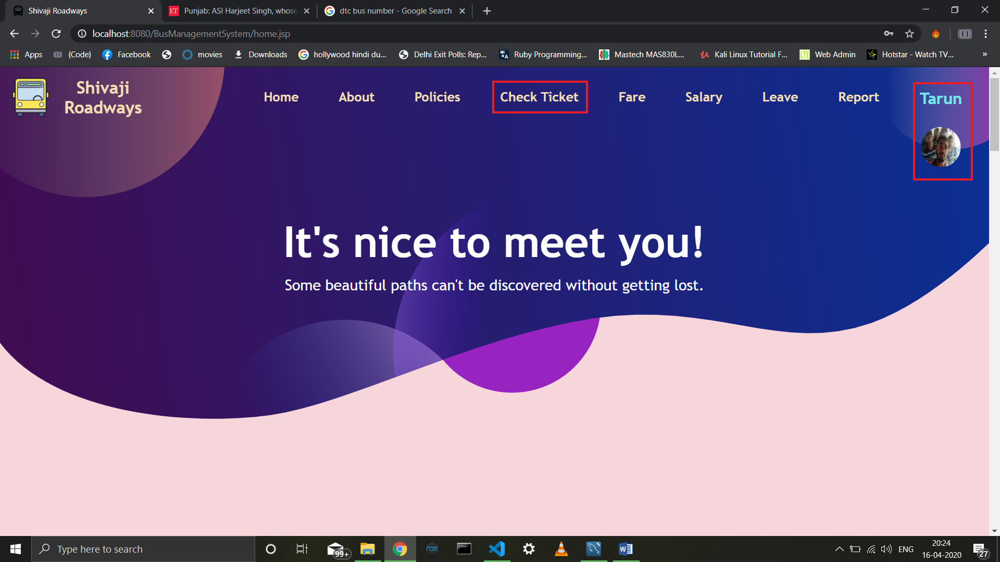 Shivaji Roadways
ET Punjab: ASI Harjeet Singh, whose
dtc bus number - Google Search
localhost:8080/BusManagementSystem/home.jsp
Apps {Code} Facebook movies Downloads hollywood hindi du... Delhi Exit Polls: Rep... Ruby Programming... Mastech MAS830L... Kali Linux Tutorial F... LTE Web Admin Hotstar - Watch TV... »
Shivaji
Roadways
Home About Policies Check Ticket Fare Salary Leave Report Tarun
It's nice to meet you!
Some beautiful paths can't be discovered without getting lost.
Type here to search
99+
nox
ENG
20:24
16-04-2020
27